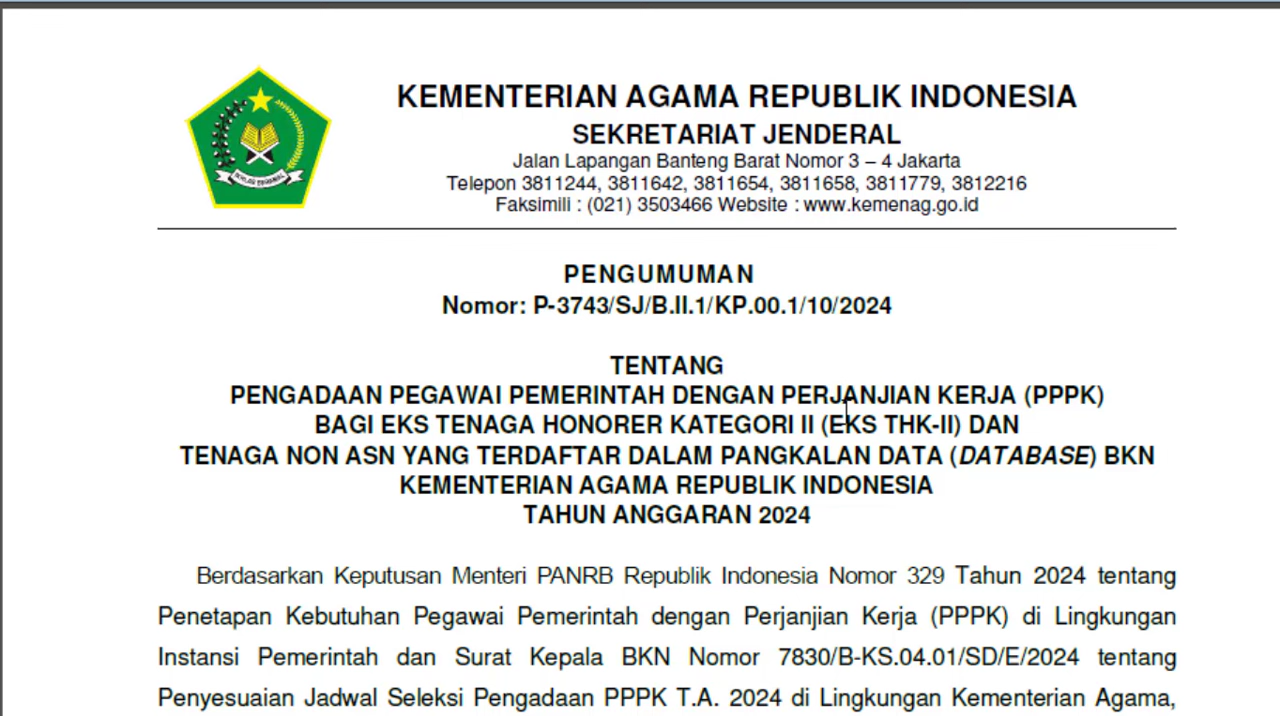 KEMENTERIAN AGAMA REPUBLIK INDONESIA
SEKRETARIAT JENDERAL
Jalan Lapangan Banteng Barat Nomor 3 – 4 Jakarta
Telepon 3811244, 3811642, 3811654, 3811658, 3811779, 3812216
Faksimili : (021) 3503466 Website : www.kemenag.go.id
PENGUMUMAN
Nomor: P-3743/SJ/B.II.1/KP.00.1/10/2024
TENTANG
PENGADAAN PEGAWAI PEMERINTAH DENGAN PERJANJIAN KERJA (PPPK)
BAGI EKS TENAGA HONORER KATEGORI II (EKS THK-II) DAN
TENAGA NON ASN YANG TERDAFTAR DALAM PANGKALAN DATA (DATABASE) BKN
KEMENTERIAN AGAMA REPUBLIK INDONESIA
TAHUN ANGGARAN 2024
Berdasarkan Keputusan Menteri PANRB Republik Indonesia Nomor 329 Tahun 2024 tentang
Penetapan Kebutuhan Pegawai Pemerintah dengan Perjanjian Kerja (PPPK) di Lingkungan
Instansi Pemerintah dan Surat Kepala BKN Nomor 7830/B-KS.04.01/SD/E/2024 tentang
Penyesuaian Jadwal Seleksi Pengadaan PPPK T.A. 2024 di Lingkungan Kementerian Agama,